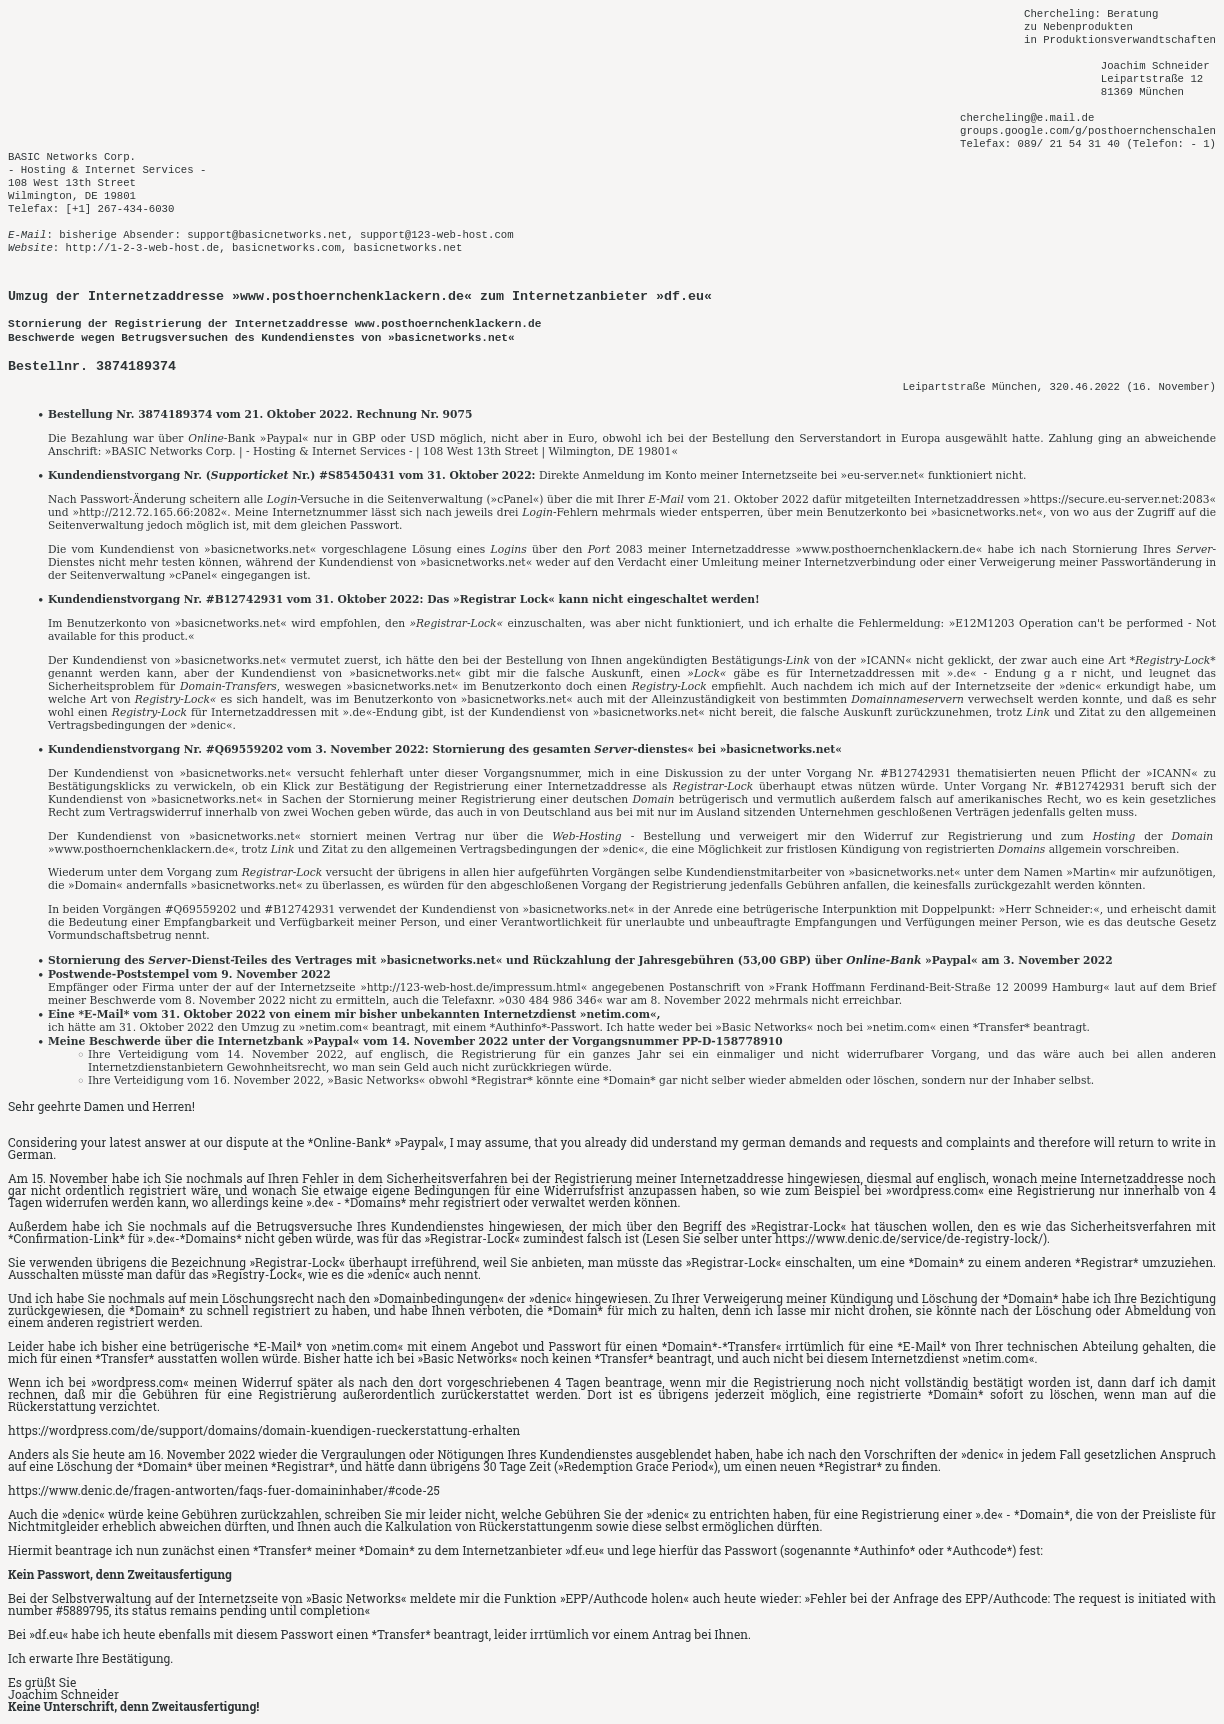 Chercheling: Beratung
zu Nebenprodukten
in Produktionsverwandtschaften
Joachim Schneider
Leipartstraße 12
81369 München
chercheling@e.mail.de
groups.google.com/g/posthoernchenschalen
Telefax: 089/ 21 54 31 40 (Telefon: - 1)
BASIC Networks Corp.
- Hosting & Internet Services -
108 West 13th Street
Wilmington, DE 19801
Telefax: [+1] 267-434-6030
E-Mail: bisherige Absender: support@basicnetworks.net, support@123-web-host.com
Website: http://1-2-3-web-host.de, basicnetworks.com, basicnetworks.net
Umzug der Internetzaddresse »www.posthoernchenklackern.de« zum Internetzanbieter »df.eu«
Stornierung der Registrierung der Internetzaddresse www.posthoernchenklackern.de
Beschwerde wegen Betrugsversuchen des Kundendienstes von »basicnetworks.net«
Bestellnr. 3874189374
Leipartstraße München, 320.46.2022 (16. November)
• Bestellung Nr. 3874189374 vom 21. Oktober 2022. Rechnung Nr. 9075
Die Bezahlung war über Online-Bank »Paypal« nur in GBP oder USD möglich, nicht aber in Euro, obwohl ich bei der Bestellung den Serverstandort in Europa ausgewählt hatte. Zahlung ging an abweichende
Anschrift: »BASIC Networks Corp. | - Hosting & Internet Services - | 108 West 13th Street | Wilmington, DE 19801«
• Kundendienstvorgang Nr. (Supporticket Nr.) #S85450431 vom 31. Oktober 2022: Direkte Anmeldung im Konto meiner Internetzseite bei »eu-server.net« funktioniert nicht.
Nach Passwort-Änderung scheitern alle Login-Versuche in die Seitenverwaltung (»cPanel«) über die mit Ihrer E-Mail vom 21. Oktober 2022 dafür mitgeteilten Internetzaddressen »https://secure.eu-server.net:2083«
und »http://212.72.165.66:2082«. Meine Internetznummer lässt sich nach jeweils drei Login-Fehlern mehrmals wieder entsperren, über mein Benutzerkonto bei »basicnetworks.net«, von wo aus der Zugriff auf die
Seitenverwaltung jedoch möglich ist, mit dem gleichen Passwort.
Die vom Kundendienst von »basicnetworks.net« vorgeschlagene Lösung eines Logins über den Port 2083 meiner Internetzaddresse »www.posthoernchenklackern.de« habe ich nach Stornierung Ihres Server-
Dienstes nicht mehr testen können, während der Kundendienst von »basicnetworks.net« weder auf den Verdacht einer Umleitung meiner Internetzverbindung oder einer Verweigerung meiner Passwortänderung in
der Seitenverwaltung »cPanel« eingegangen ist.
• Kundendienstvorgang Nr. #B12742931 vom 31. Oktober 2022: Das »Registrar Lock« kann nicht eingeschaltet werden!
Im Benutzerkonto von »basicnetworks.net« wird empfohlen, den »Registrar-Lock« einzuschalten, was aber nicht funktioniert, und ich erhalte die Fehlermeldung: »E12M1203 Operation can't be performed - Not
available for this product.«
Der Kundendienst von »basicnetworks.net« vermutet zuerst, ich hätte den bei der Bestellung von Ihnen angekündigten Bestätigungs-Link von der »ICANN« nicht geklickt, der zwar auch eine Art *Registry-Lock*
genannt werden kann, aber der Kundendienst von »basicnetworks.net« gibt mir die falsche Auskunft, einen »Lock« gäbe es für Internetzaddressen mit ».de« - Endung g a r nicht, und leugnet das
Sicherheitsproblem für Domain-Transfers, weswegen »basicnetworks.net« im Benutzerkonto doch einen Registry-Lock empfiehlt. Auch nachdem ich mich auf der Internetzseite der »denic« erkundigt habe, um
welche Art von Registry-Lock« es sich handelt, was im Benutzerkonto von »basicnetworks.net« auch mit der Alleinzuständigkeit von bestimmten Domainnameservern verwechselt werden konnte, und daß es sehr
wohl einen Registry-Lock für Internetzaddressen mit ».de«-Endung gibt, ist der Kundendienst von »basicnetworks.net« nicht bereit, die falsche Auskunft zurückzunehmen, trotz Link und Zitat zu den allgemeinen
Vertragsbedingungen der »denic«.
• Kundendienstvorgang Nr. #Q69559202 vom 3. November 2022: Stornierung des gesamten Server-dienstes« bei »basicnetworks.net«
Der Kundendienst von »basicnetworks.net« versucht fehlerhaft unter dieser Vorgangsnummer, mich in eine Diskussion zu der unter Vorgang Nr. #B12742931 thematisierten neuen Pflicht der »ICANN« zu
Bestätigungsklicks zu verwickeln, ob ein Klick zur Bestätigung der Registrierung einer Internetzaddresse als Registrar-Lock überhaupt etwas nützen würde. Unter Vorgang Nr. #B12742931 beruft sich der
Kundendienst von »basicnetworks.net« in Sachen der Stornierung meiner Registrierung einer deutschen Domain betrügerisch und vermutlich außerdem falsch auf amerikanisches Recht, wo es kein gesetzliches
Recht zum Vertragswiderruf innerhalb von zwei Wochen geben würde, das auch in von Deutschland aus bei mit nur im Ausland sitzenden Unternehmen geschloßenen Verträgen jedenfalls gelten muss.
Der Kundendienst von »basicnetworks.net« storniert meinen Vertrag nur über die Web-Hosting - Bestellung und verweigert mir den Widerruf zur Registrierung und zum Hosting der Domain
»www.posthoernchenklackern.de«, trotz Link und Zitat zu den allgemeinen Vertragsbedingungen der »denic«, die eine Möglichkeit zur fristlosen Kündigung von registrierten Domains allgemein vorschreiben.
Wiederum unter dem Vorgang zum Registrar-Lock versucht der übrigens in allen hier aufgeführten Vorgängen selbe Kundendienstmitarbeiter von »basicnetworks.net« unter dem Namen »Martin« mir aufzunötigen,
die »Domain« andernfalls »basicnetworks.net« zu überlassen, es würden für den abgeschloßenen Vorgang der Registrierung jedenfalls Gebühren anfallen, die keinesfalls zurückgezahlt werden könnten.
In beiden Vorgängen #Q69559202 und #B12742931 verwendet der Kundendienst von »basicnetworks.net« in der Anrede eine betrügerische Interpunktion mit Doppelpunkt: »Herr Schneider:«, und erheischt damit
die Bedeutung einer Empfangbarkeit und Verfügbarkeit meiner Person, und einer Verantwortlichkeit für unerlaubte und unbeauftragte Empfangungen und Verfügungen meiner Person, wie es das deutsche Gesetz
Vormundschaftsbetrug nennt.
• Stornierung des Server-Dienst-Teiles des Vertrages mit »basicnetworks.net« und Rückzahlung der Jahresgebühren (53,00 GBP) über Online-Bank »Paypal« am 3. November 2022
• Postwende-Poststempel vom 9. November 2022
Empfänger oder Firma unter der auf der Internetzseite »http://123-web-host.de/impressum.html« angegebenen Postanschrift von »Frank Hoffmann Ferdinand-Beit-Straße 12 20099 Hamburg« laut auf dem Brief
meiner Beschwerde vom 8. November 2022 nicht zu ermitteln, auch die Telefaxnr. »030 484 986 346« war am 8. November 2022 mehrmals nicht erreichbar.
• Eine *E-Mail* vom 31. Oktober 2022 von einem mir bisher unbekannten Internetzdienst »netim.com«,
ich hätte am 31. Oktober 2022 den Umzug zu »netim.com« beantragt, mit einem *Authinfo*-Passwort. Ich hatte weder bei »Basic Networks« noch bei »netim.com« einen *Transfer* beantragt.
• Meine Beschwerde über die Internetzbank »Paypal« vom 14. November 2022 unter der Vorgangsnummer PP-D-158778910
◦ Ihre Verteidigung vom 14. November 2022, auf englisch, die Registrierung für ein ganzes Jahr sei ein einmaliger und nicht widerrufbarer Vorgang, und das wäre auch bei allen anderen
Internetzdienstanbietern Gewohnheitsrecht, wo man sein Geld auch nicht zurückkriegen würde.
◦ Ihre Verteidigung vom 16. November 2022, »Basic Networks« obwohl *Registrar* könnte eine *Domain* gar nicht selber wieder abmelden oder löschen, sondern nur der Inhaber selbst.
Sehr geehrte Damen und Herren!
Considering your latest answer at our dispute at the *Online-Bank* »Paypal«, I may assume, that you already did understand my german demands and requests and complaints and therefore will return to write in
German.
Am 15. November habe ich Sie nochmals auf Ihren Fehler in dem Sicherheitsverfahren bei der Registrierung meiner Internetzaddresse hingewiesen, diesmal auf englisch, wonach meine Internetzaddresse noch
gar nicht ordentlich registriert wäre, und wonach Sie etwaige eigene Bedingungen für eine Widerrufsfrist anzupassen haben, so wie zum Beispiel bei »wordpress.com« eine Registrierung nur innerhalb von 4
Tagen widerrufen werden kann, wo allerdings keine ».de« - *Domains* mehr registriert oder verwaltet werden können.
Außerdem habe ich Sie nochmals auf die Betrugsversuche Ihres Kundendienstes hingewiesen, der mich über den Begriff des »Registrar-Lock« hat täuschen wollen, den es wie das Sicherheitsverfahren mit
*Confirmation-Link* für ».de«-*Domains* nicht geben würde, was für das »Registrar-Lock« zumindest falsch ist (Lesen Sie selber unter https://www.denic.de/service/de-registry-lock/).
Sie verwenden übrigens die Bezeichnung »Registrar-Lock« überhaupt irreführend, weil Sie anbieten, man müsste das »Registrar-Lock« einschalten, um eine *Domain* zu einem anderen *Registrar* umzuziehen.
Ausschalten müsste man dafür das »Registry-Lock«, wie es die »denic« auch nennt.
Und ich habe Sie nochmals auf mein Löschungsrecht nach den »Domainbedingungen« der »denic« hingewiesen. Zu Ihrer Verweigerung meiner Kündigung und Löschung der *Domain* habe ich Ihre Bezichtigung
zurückgewiesen, die *Domain* zu schnell registriert zu haben, und habe Ihnen verboten, die *Domain* für mich zu halten, denn ich lasse mir nicht drohen, sie könnte nach der Löschung oder Abmeldung von
einem anderen registriert werden.
Leider habe ich bisher eine betrügerische *E-Mail* von »netim.com« mit einem Angebot und Passwort für einen *Domain*-*Transfer« irrtümlich für eine *E-Mail* von Ihrer technischen Abteilung gehalten, die
mich für einen *Transfer* ausstatten wollen würde. Bisher hatte ich bei »Basic Networks« noch keinen *Transfer* beantragt, und auch nicht bei diesem Internetzdienst »netim.com«.
Wenn ich bei »wordpress.com« meinen Widerruf später als nach den dort vorgeschriebenen 4 Tagen beantrage, wenn mir die Registrierung noch nicht vollständig bestätigt worden ist, dann darf ich damit
rechnen, daß mir die Gebühren für eine Registrierung außerordentlich zurückerstattet werden. Dort ist es übrigens jederzeit möglich, eine registrierte *Domain* sofort zu löschen, wenn man auf die
Rückerstattung verzichtet.
https://wordpress.com/de/support/domains/domain-kuendigen-rueckerstattung-erhalten
Anders als Sie heute am 16. November 2022 wieder die Vergraulungen oder Nötigungen Ihres Kundendienstes ausgeblendet haben, habe ich nach den Vorschriften der »denic« in jedem Fall gesetzlichen Anspruch
auf eine Löschung der *Domain* über meinen *Registrar*, und hätte dann übrigens 30 Tage Zeit (»Redemption Grace Period«), um einen neuen *Registrar* zu finden.
https://www.denic.de/fragen-antworten/faqs-fuer-domaininhaber/#code-25
Auch die »denic« würde keine Gebühren zurückzahlen, schreiben Sie mir leider nicht, welche Gebühren Sie der »denic« zu entrichten haben, für eine Registrierung einer ».de« - *Domain*, die von der Preisliste für
Nichtmitglieder erheblich abweichen dürften, und Ihnen auch die Kalkulation von Rückerstattungenm sowie diese selbst ermöglichen dürften.
Hiermit beantrage ich nun zunächst einen *Transfer* meiner *Domain* zu dem Internetzanbieter »df.eu« und lege hierfür das Passwort (sogenannte *Authinfo* oder *Authcode*) fest:
Kein Passwort, denn Zweitausfertigung
Bei der Selbstverwaltung auf der Internetzseite von »Basic Networks« meldete mir die Funktion »EPP/Authcode holen« auch heute wieder: »Fehler bei der Anfrage des EPP/Authcode: The request is initiated with
number #5889795, its status remains pending until completion«
Bei »df.eu« habe ich heute ebenfalls mit diesem Passwort einen *Transfer* beantragt, leider irrtümlich vor einem Antrag bei Ihnen.
Ich erwarte Ihre Bestätigung.
Es grüßt Sie
Joachim Schneider
Keine Unterschrift, denn Zweitausfertigung!